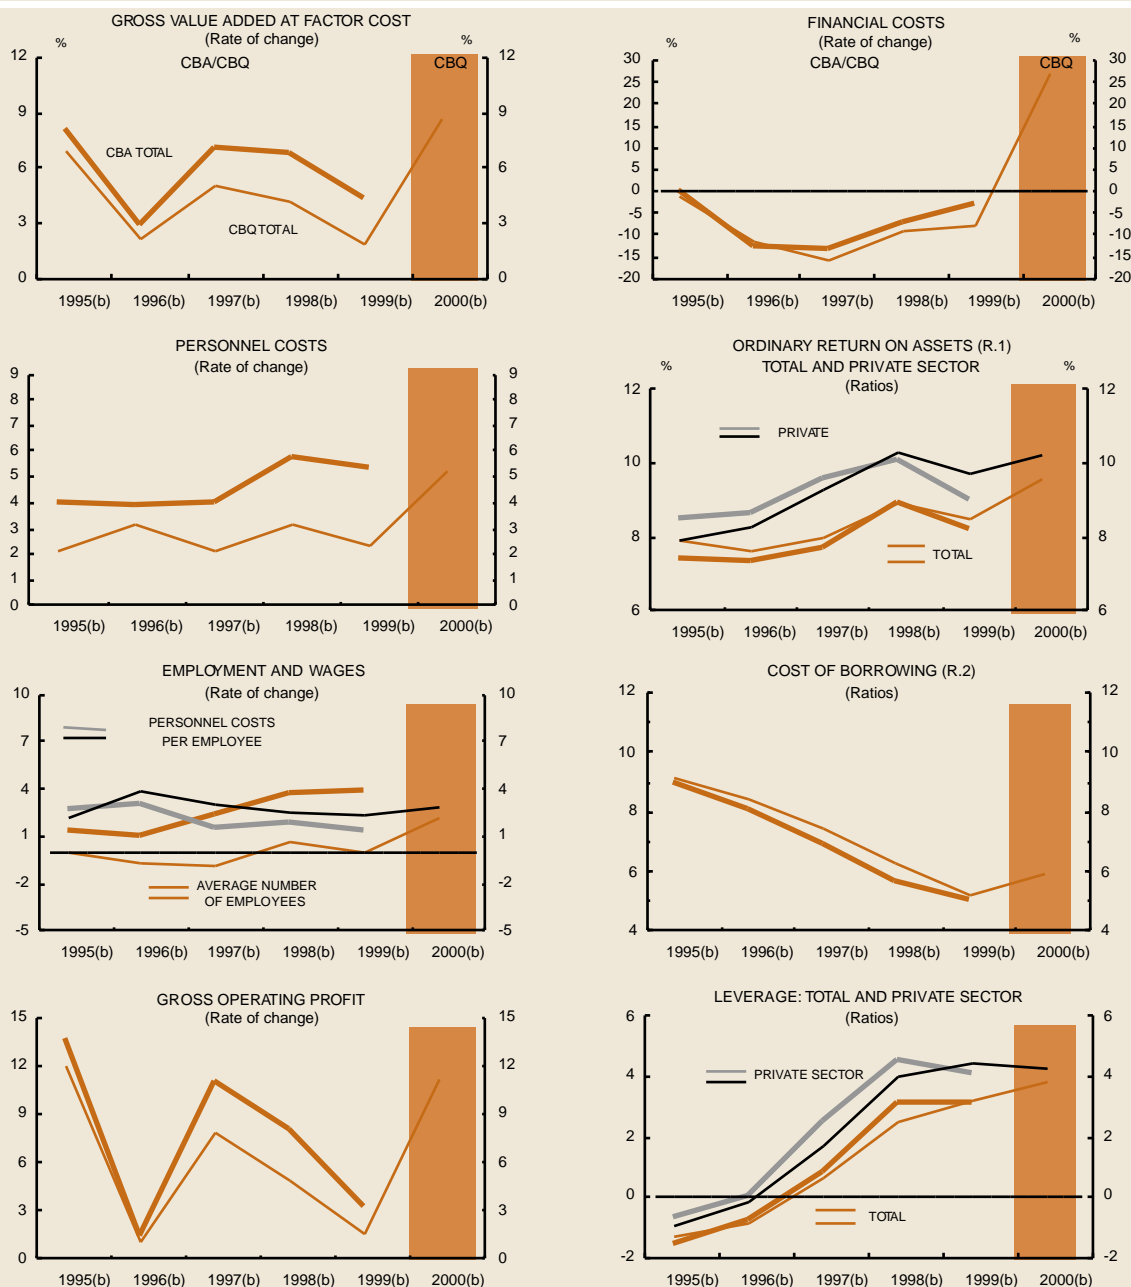 GROSS VALUE ADDED AT FACTOR COST
(Rate of change)
% %
CBA/CBQ CBQ
12 12
9 9
6 6
3 3
0 0
CBA TOTAL
CBQ TOTAL
1995(b) 1996(b) 1997(b) 1998(b) 1999(b) 2000(b)
FINANCIAL COSTS
(Rate of change)
% %
CBA/CBQ CBQ
30 30
25 25
20 20
15 15
10 10
5 5
0 0
-5 -5
-10 -10
-15 -15
-20 -20
1995(b) 1996(b) 1997(b) 1998(b) 1999(b) 2000(b)
PERSONNEL COSTS
(Rate of change)
9 9
8 8
7 7
6 6
5 5
4 4
3 3
2 2
1 1
0 0
1995(b) 1996(b) 1997(b) 1998(b) 1999(b) 2000(b)
ORDINARY RETURN ON ASSETS (R.1)
TOTAL AND PRIVATE SECTOR
(Ratios)
% %
12 12
10 10
8 8
6 6
PRIVATE
TOTAL
1995(b) 1996(b) 1997(b) 1998(b) 1999(b) 2000(b)
EMPLOYMENT AND WAGES
(Rate of change)
10 10
7 7
4 4
1 1
-2 -2
-5 -5
PERSONNEL COSTS
PER EMPLOYEE
AVERAGE NUMBER
OF EMPLOYEES
1995(b) 1996(b) 1997(b) 1998(b) 1999(b) 2000(b)
COST OF BORROWING (R.2)
(Ratios)
12 12
10 10
8 8
6 6
4 4
1995(b) 1996(b) 1997(b) 1998(b) 1999(b) 2000(b)
GROSS OPERATING PROFIT
(Rate of change)
15 15
12 12
9 9
6 6
3 3
0 0
1995(b) 1996(b) 1997(b) 1998(b) 1999(b) 2000(b)
LEVERAGE: TOTAL AND PRIVATE SECTOR
(Ratios)
6 6
4 4
2 2
0 0
-2 -2
PRIVATE SECTOR
TOTAL
1995(b) 1996(b) 1997(b) 1998(b) 1999(b) 2000(b)